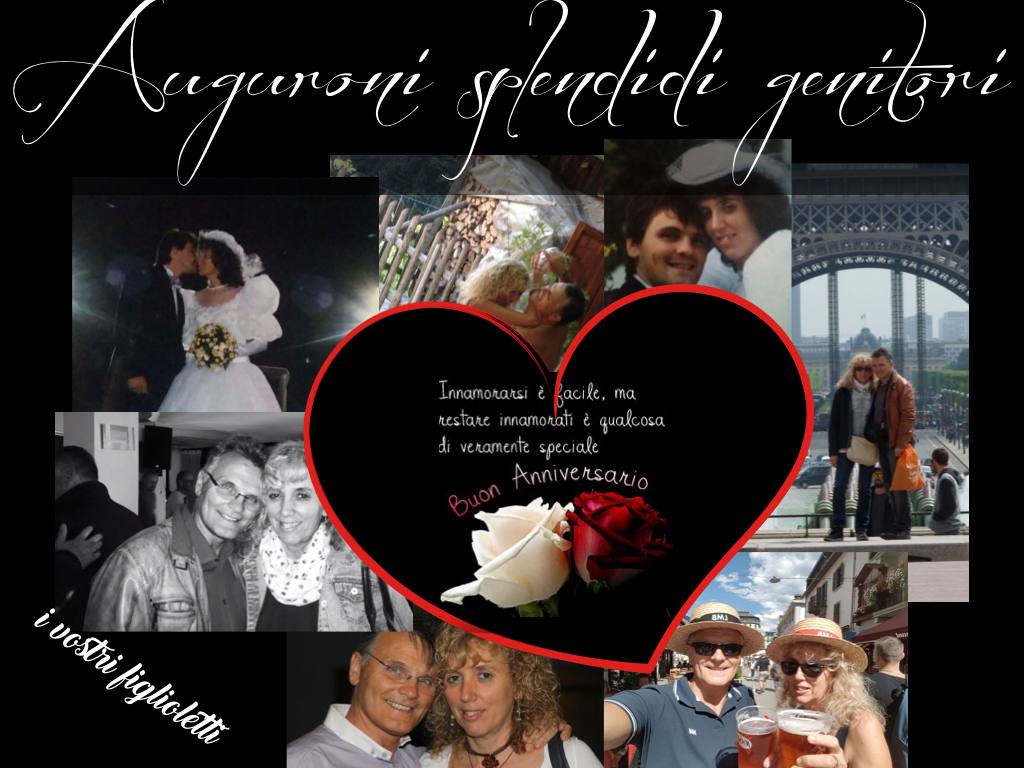 Auguroni splendidi genitori
Innamorarsi è facile, ma
restare innamorati è qualcosa
di veramente speciale
Buon Anniversario
i vostri figlioletti